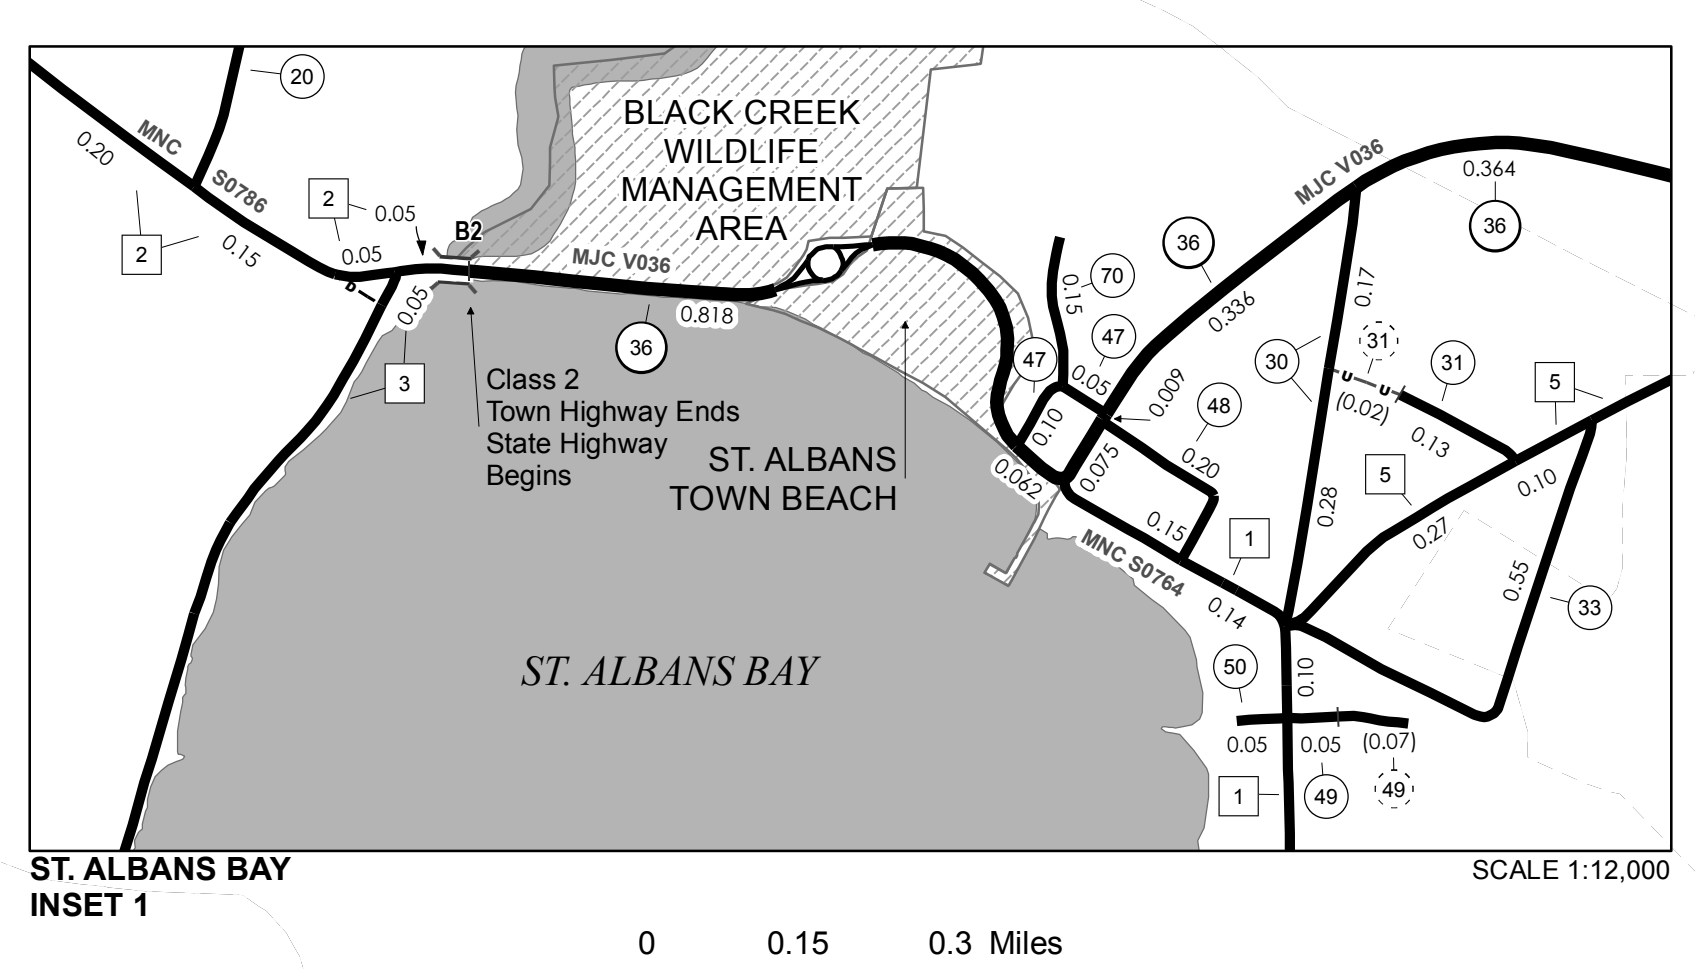 20
MNC
0.20
S0786
2
0.05
2
0.15
0.05
B2
D
0.05
3
BLACK CREEK
WILDLIFE
MANAGEMENT
AREA
MJC V036
0.818
36
Class 2
Town Highway Ends
State Highway
Begins
ST. ALBANS
TOWN BEACH
MJC V036
0.364
36
36
0.336
70
0.15
47
47
0.05
0.009
0.10
48
0.062
0.075
0.20
0.15
MNC S0764
1
0.14
0.17
30
31
U U
(0.02)
31
0.13
5
5
0.10
0.28
0.27
0.55
33
ST. ALBANS BAY
50
0.10
0.05
0.05
(0.07)
1
49
49
ST. ALBANS BAY
INSET 1
SCALE 1:12,000
0 0.15 0.3 Miles